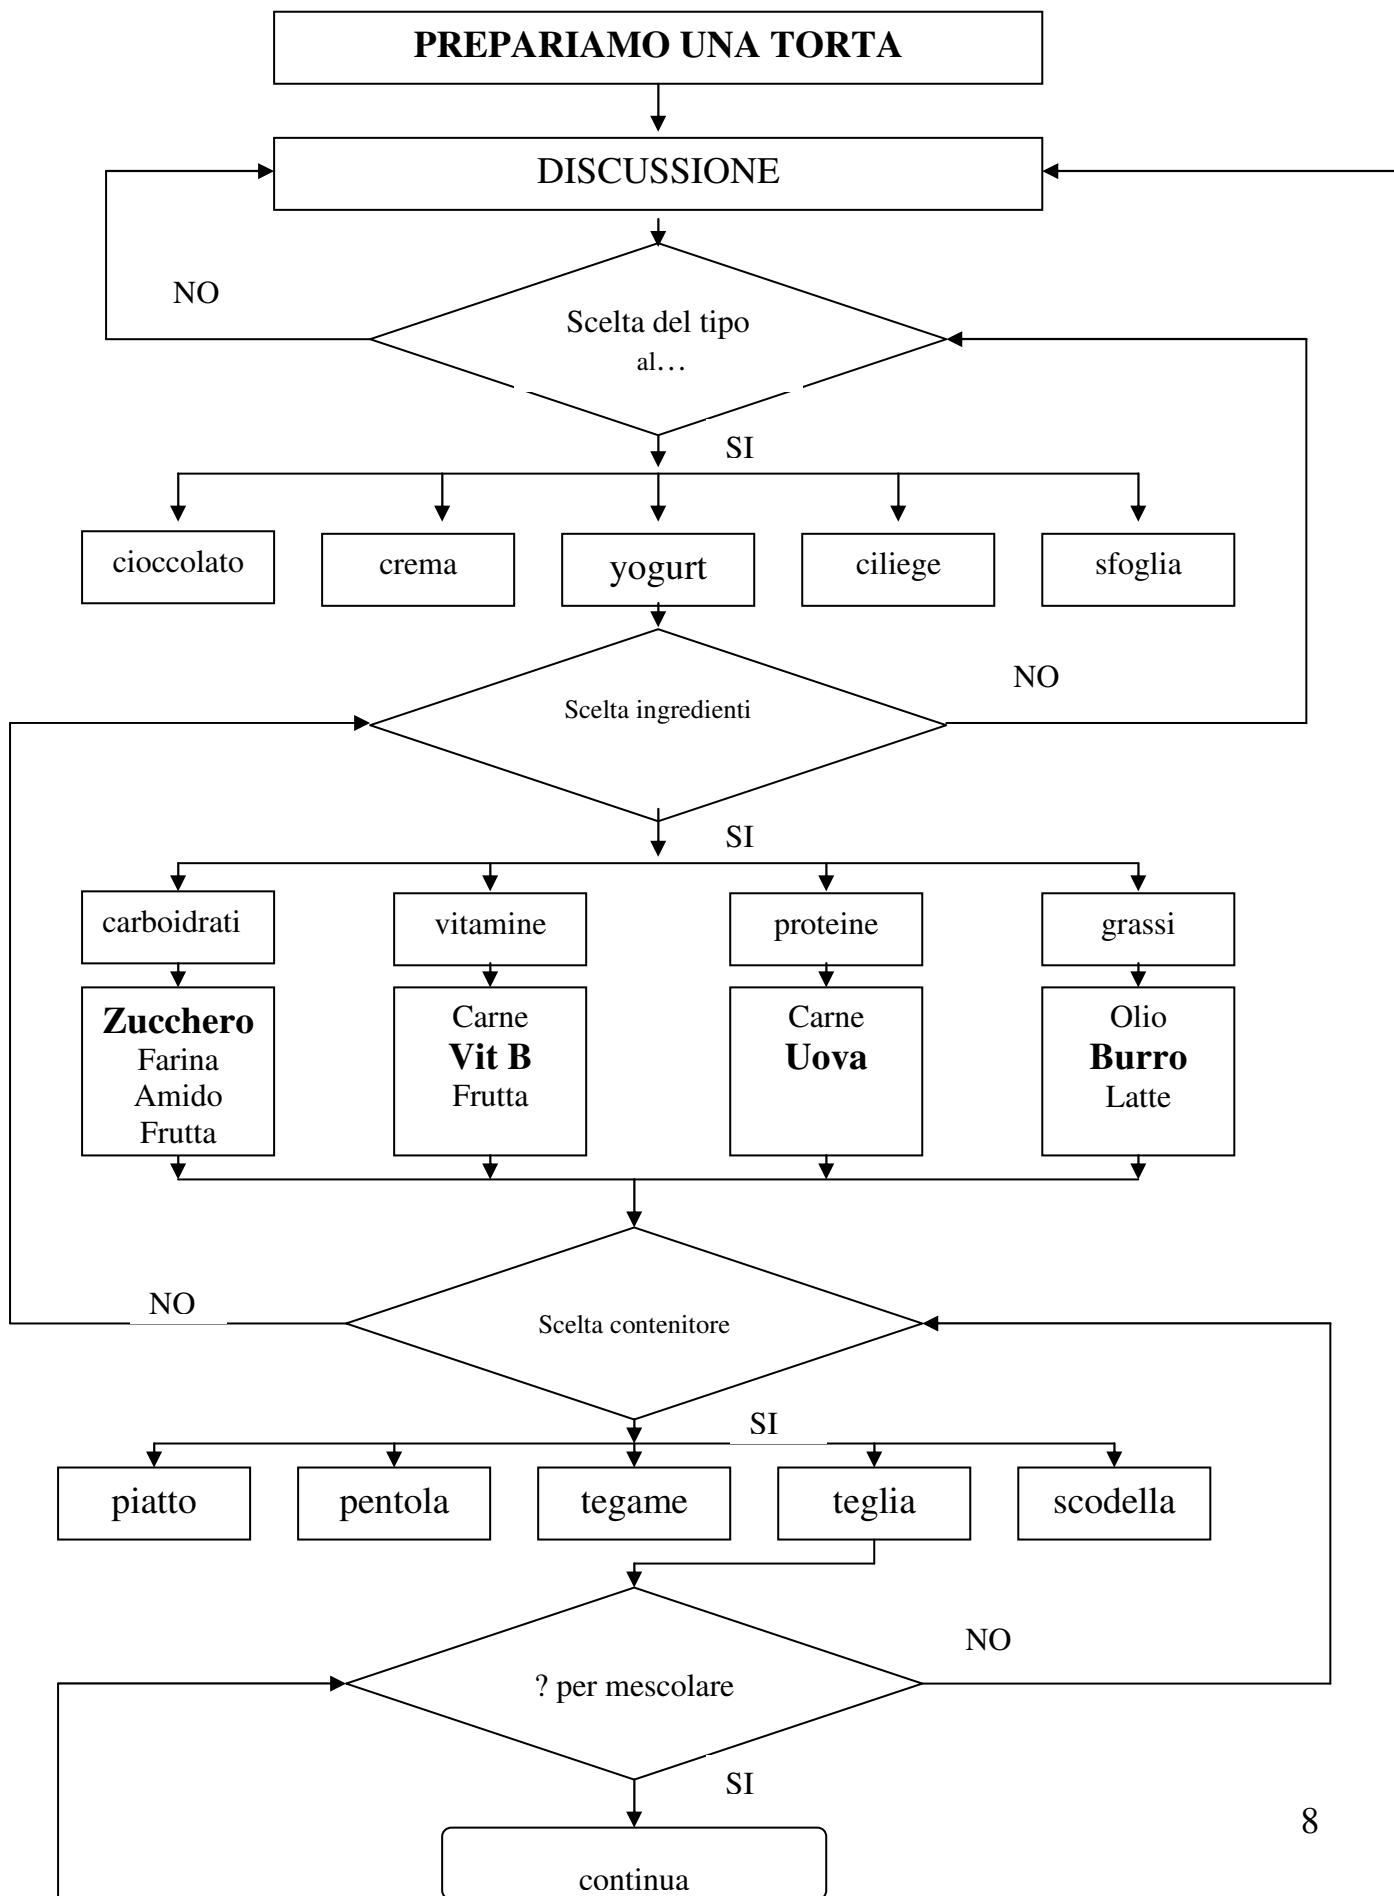 PREPARIAMO UNA TORTA
DISCUSSIONE
NO
Scelta del tipo
al…
SI
cioccolato
crema
yogurt
ciliege
sfoglia
NO
Scelta ingredienti
SI
carboidrati
vitamine
proteine
grassi
Zucchero
Farina
Amido
Frutta
Carne
Vit B
Frutta
Carne
Uova
Olio
Burro
Latte
NO
Scelta contenitore
SI
piatto
pentola
tegame
teglia
scodella
NO
? per mescolare
SI
8
continua